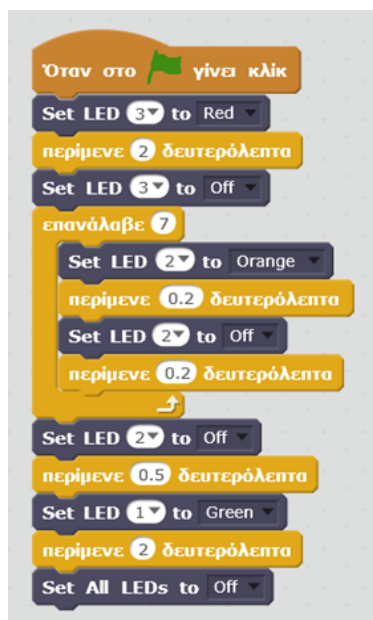 Όταν στο γίνει κλίκ
Set LED 3 to Red
περίμενε 2 δευτερόλεπτα
Set LED 3 to Off
επανάλαβε 7
Set LED 2 to Orange
περίμενε 0.2 δευτερόλεπτα
Set LED 2 to Off
περίμενε 0.2 δευτερόλεπτα
Set LED 2 to Off
περίμενε 0.5 δευτερόλεπτα
Set LED 1 to Green
περίμενε 2 δευτερόλεπτα
Set All LEDs to Off